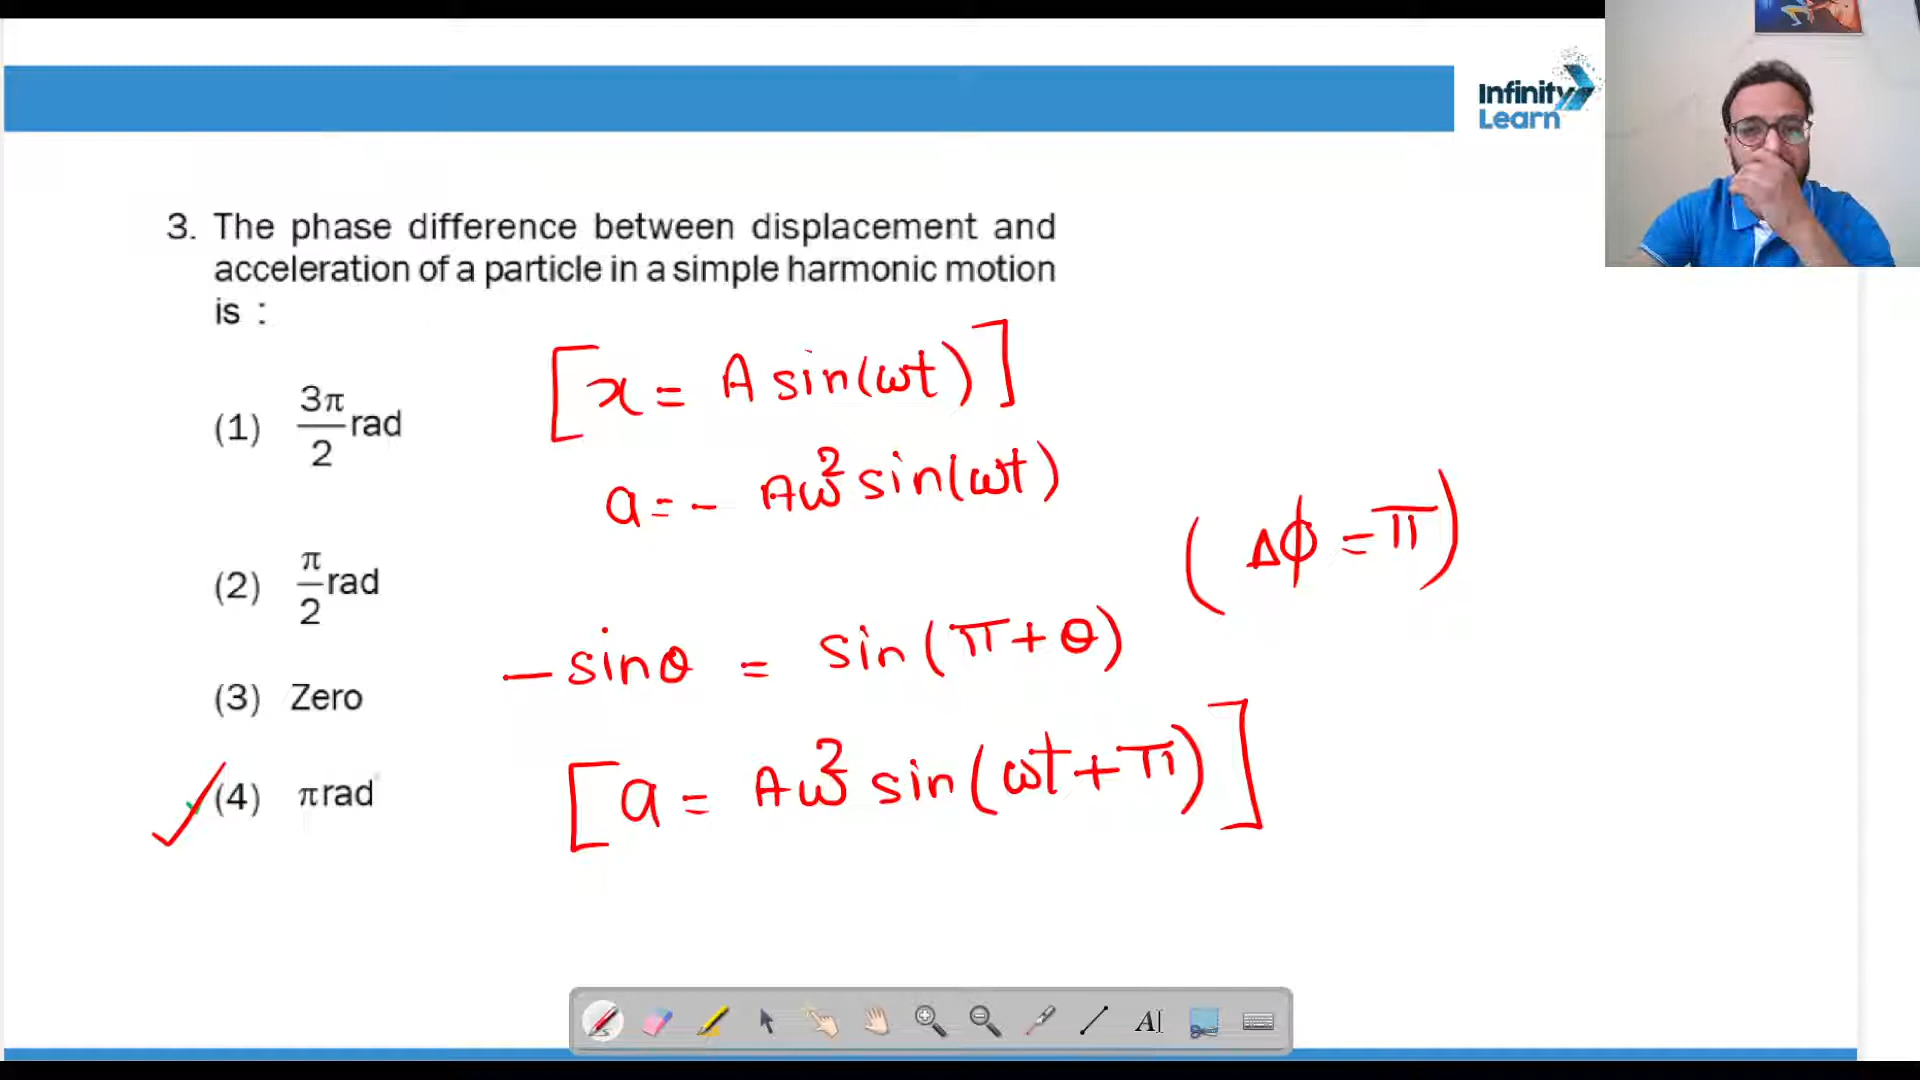 Infinity
Learn
3. The phase difference between displacement and
acceleration of a particle in a simple harmonic motion
is :
(1) 3π/2 rad
(2) π/2 rad
(3) Zero
(4) π rad
[x = A sin(ωt)]
a = - Aω² sin(ωt)
(Δϕ = π)
- sinθ = sin(π + θ)
[a = Aω² sin(ωt + π)]
A